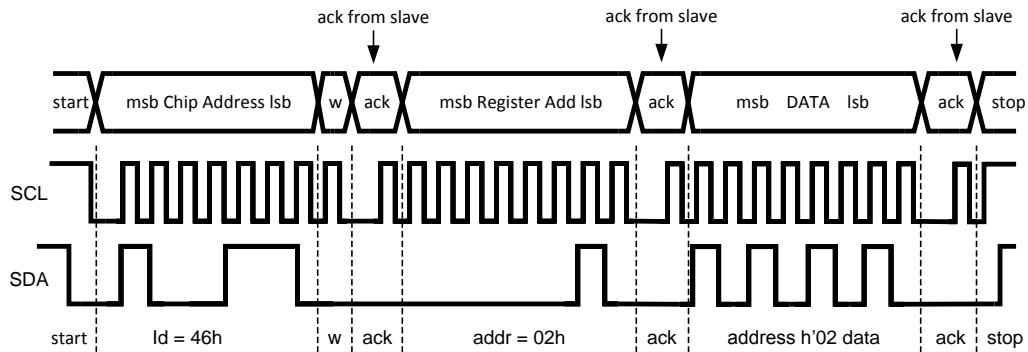 ack from slave ack from slave ack from slave
start msb Chip Address lsb w ack msb Register Add lsb ack msb DATA lsb ack stop
SCL
SDA
start Id = 46h w ack addr = 02h ack address h'02 data ack stop